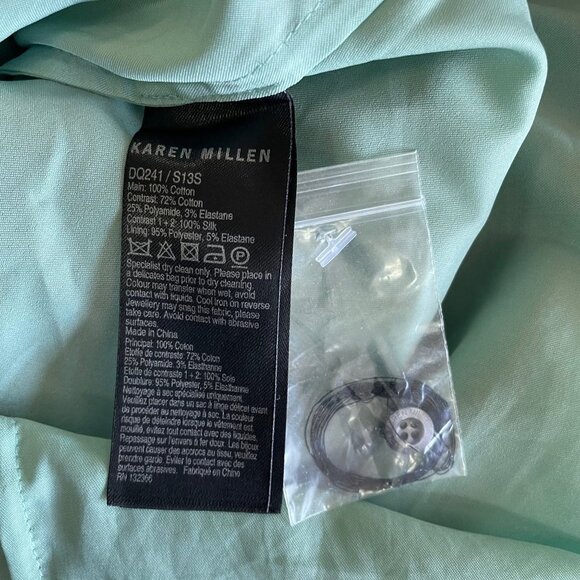 KAREN MILLEN
DQ241 / S13S
Main: 100% Cotton
Contrast: 72% Cotton
25% Polyamide, 3% Elastane
Contrast 1 + 2: 100% Silk
Lining: 95% Polyester, 5% Elastane
P
Specialist dry clean only. Please place in
a delicates bag prior to dry cleaning.
Colour may transfer when wet, avoid
contact with liquids. Cool iron on reverse.
Jewellery may snag this fabric, please
take care. Avoid contact with abrasive
surfaces.
Made in China
Principal: 100% Coton
Etoffe de contraste: 72% Coton
25% Polyamide, 3% Elasthanne
Etoffe de contraste 1 + 2: 100% Soie
Doublure: 95% Polyester, 5% Elasthanne
Nettoyage à sec spécialisé uniquement.
Veuillez placer dans un sac à linge délicat avant
de procéder au nettoyage à sec. La couleur
risque de déteindre lorsque le vêtement est
mouillé, évitez tout contact avec des liquides.
Repassage sur l'envers à fer doux. Les bijoux
peuvent causer des accrocs au tissu, veuillez
prendre garde. Eviter le contact avec des
surfaces abrasives. Fabriqué en Chine
RN 132366